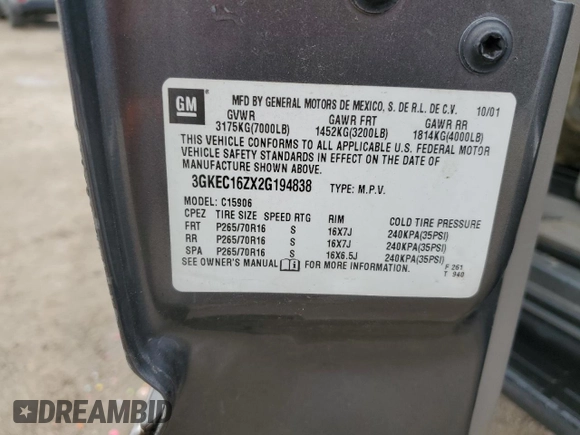 GM
MFD BY GENERAL MOTORS DE MEXICO, S. DE R.L. DE C.V. 10/01
GVWR GAWR FRT GAWR RR
3175KG(7000LB) 1452KG(3200LB) 1814KG(4000LB)
VEHICLE CONFORMS TO ALL APPLICABLE U.S. FEDERAL MOTOR
VEHICLE SAFETY STANDARDS IN EFFECT ON THE DATE OF
MANUFACTURE SHOWN ABOVE.
3GKEC16ZX2G194838 TYPE: M.P.V.
MODEL: C15906
CPEZ TIRE SIZE SPEED RTG RIM COLD TIRE PRESSURE
FRT P265/70R16 S 16X7J 240KPA(35PSI)
RR P265/70R16 S 16X7J 240KPA(35PSI)
SPA P265/70R16 S 16X6.5J 240KPA(35PSI)
SEE OWNER'S MANUAL FOR MORE INFORMATION.
F 261
T 940
DREAMBID